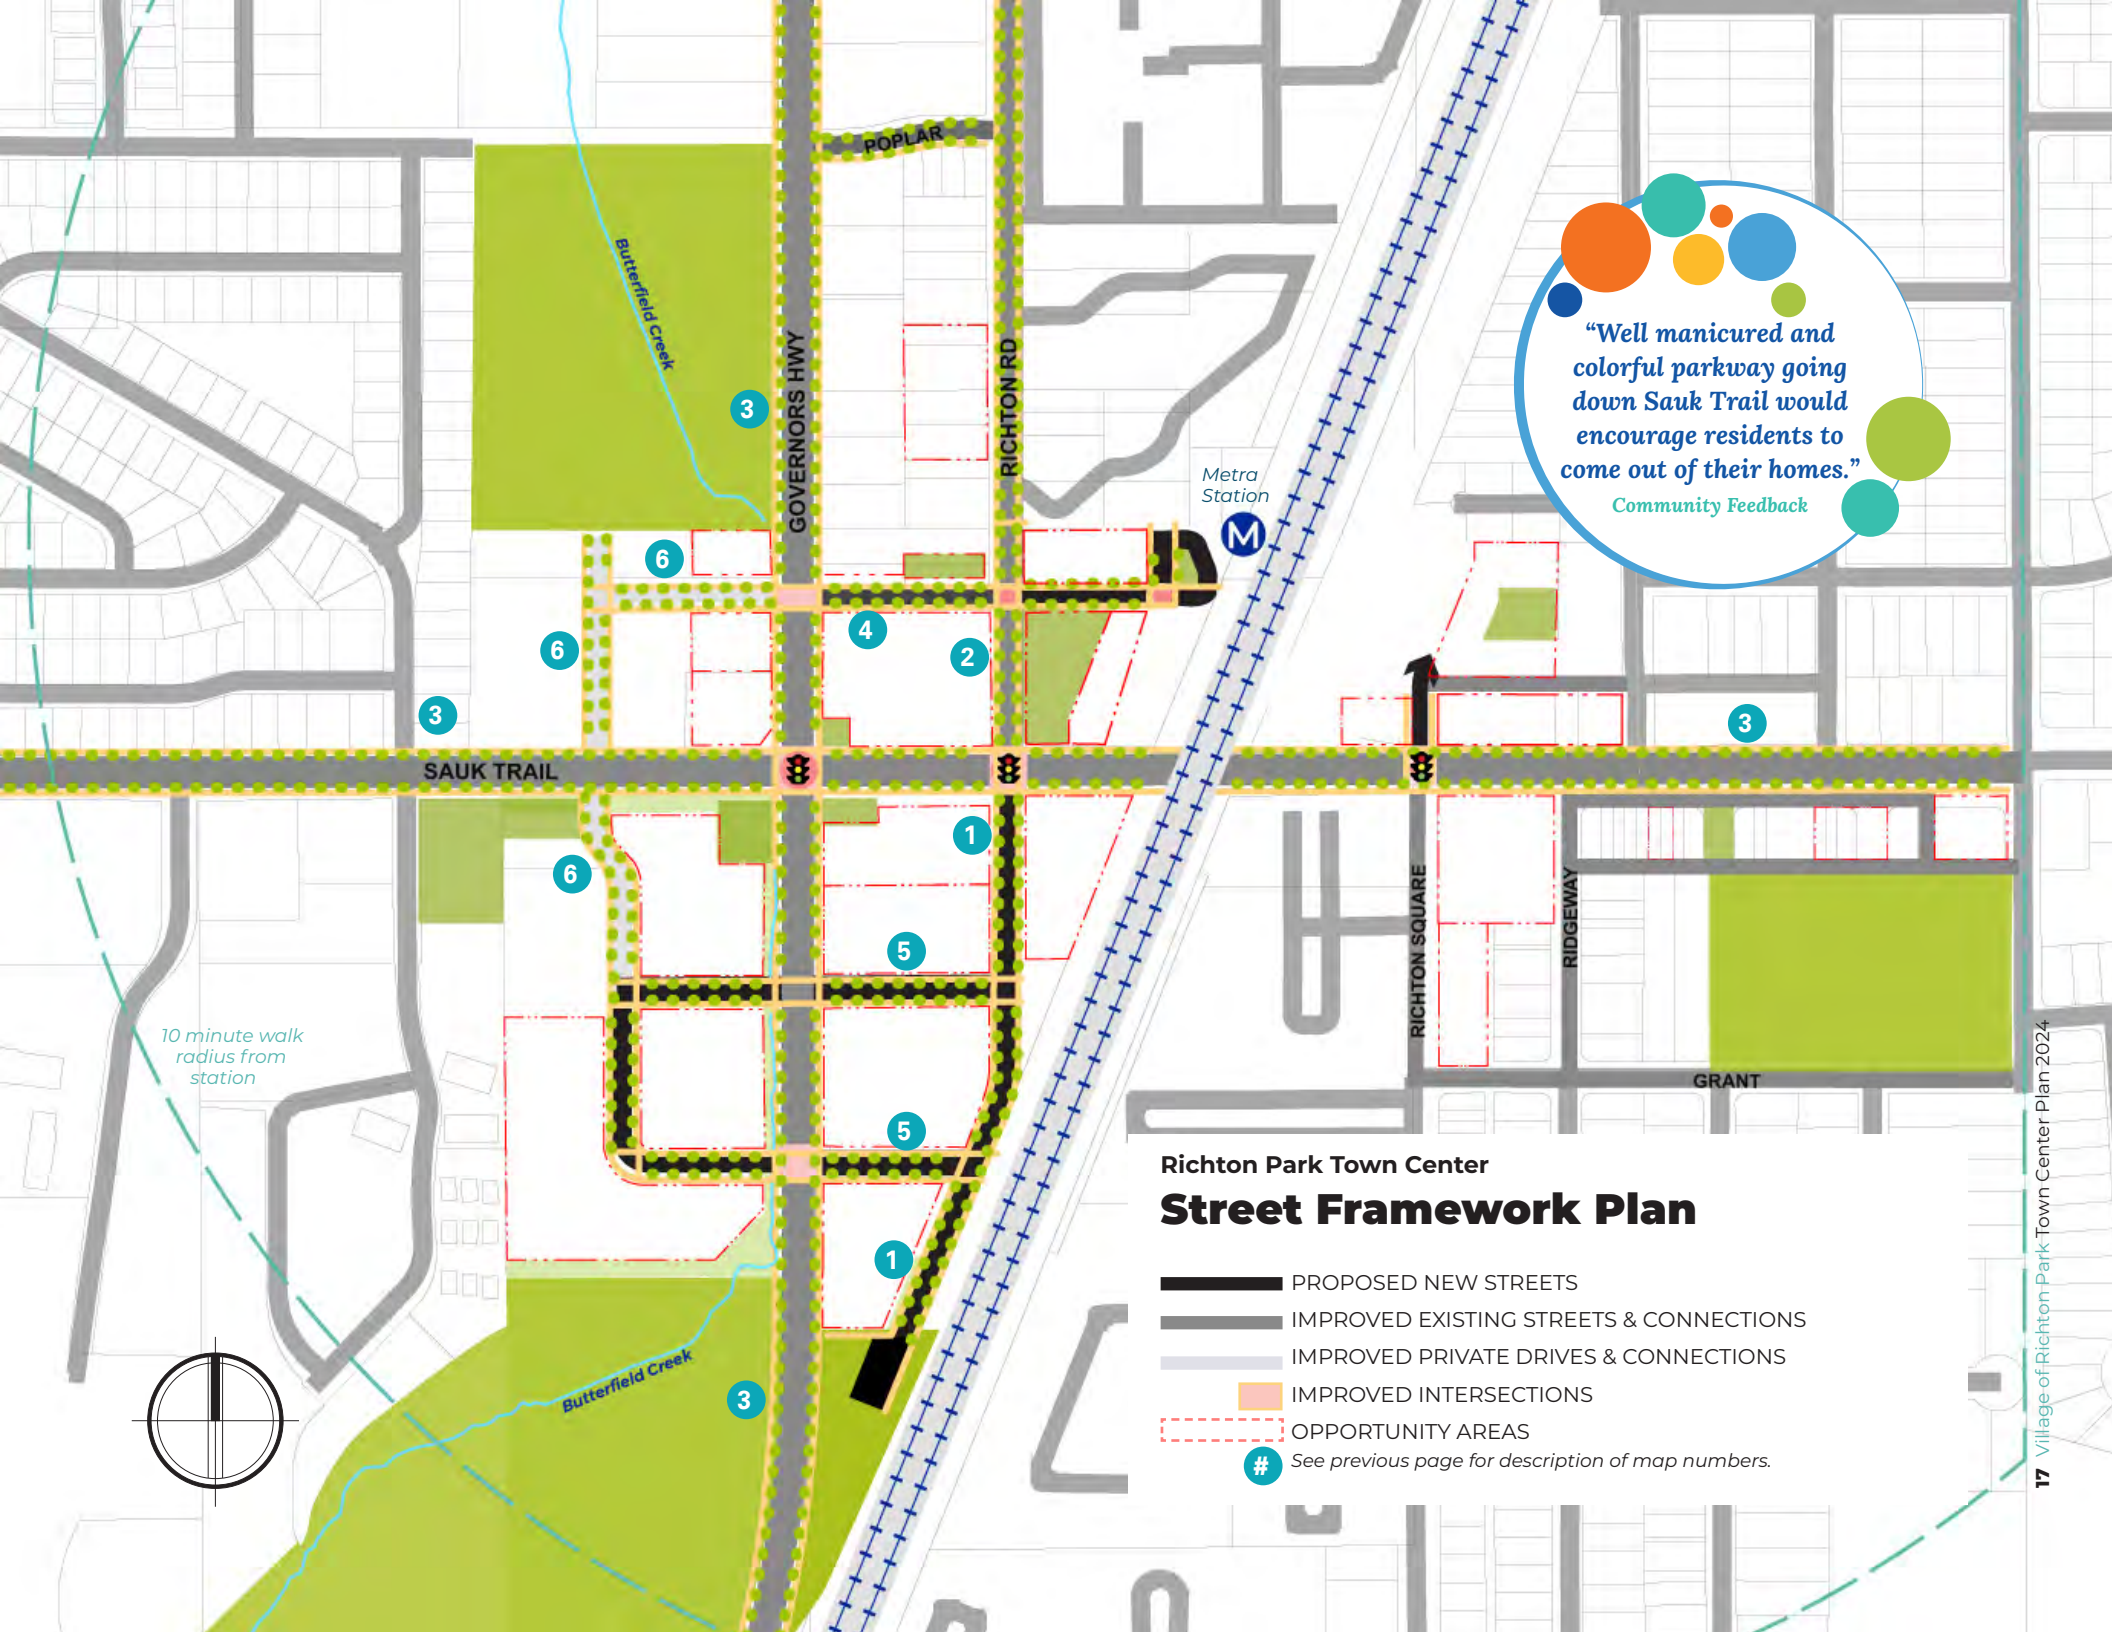 POPLAR
Butterfield Creek
GOVERNORS HWY
RICHTON RD
3
Metra
Station
M
“Well manicured and
colorful parkway going
down Sauk Trail would
encourage residents to
come out of their homes.”
Community Feedback
6
4
2
6
3
3
SAUK TRAIL
1
6
5
RICHTON SQUARE
RIDGEWAY
10 minute walk
radius from
station
GRANT
5
1
Butterfield Creek
3
Richton Park Town Center
Street Framework Plan
PROPOSED NEW STREETS
IMPROVED EXISTING STREETS & CONNECTIONS
IMPROVED PRIVATE DRIVES & CONNECTIONS
IMPROVED INTERSECTIONS
OPPORTUNITY AREAS
# See previous page for description of map numbers.
17 Village of Richton Park Town Center Plan 2024